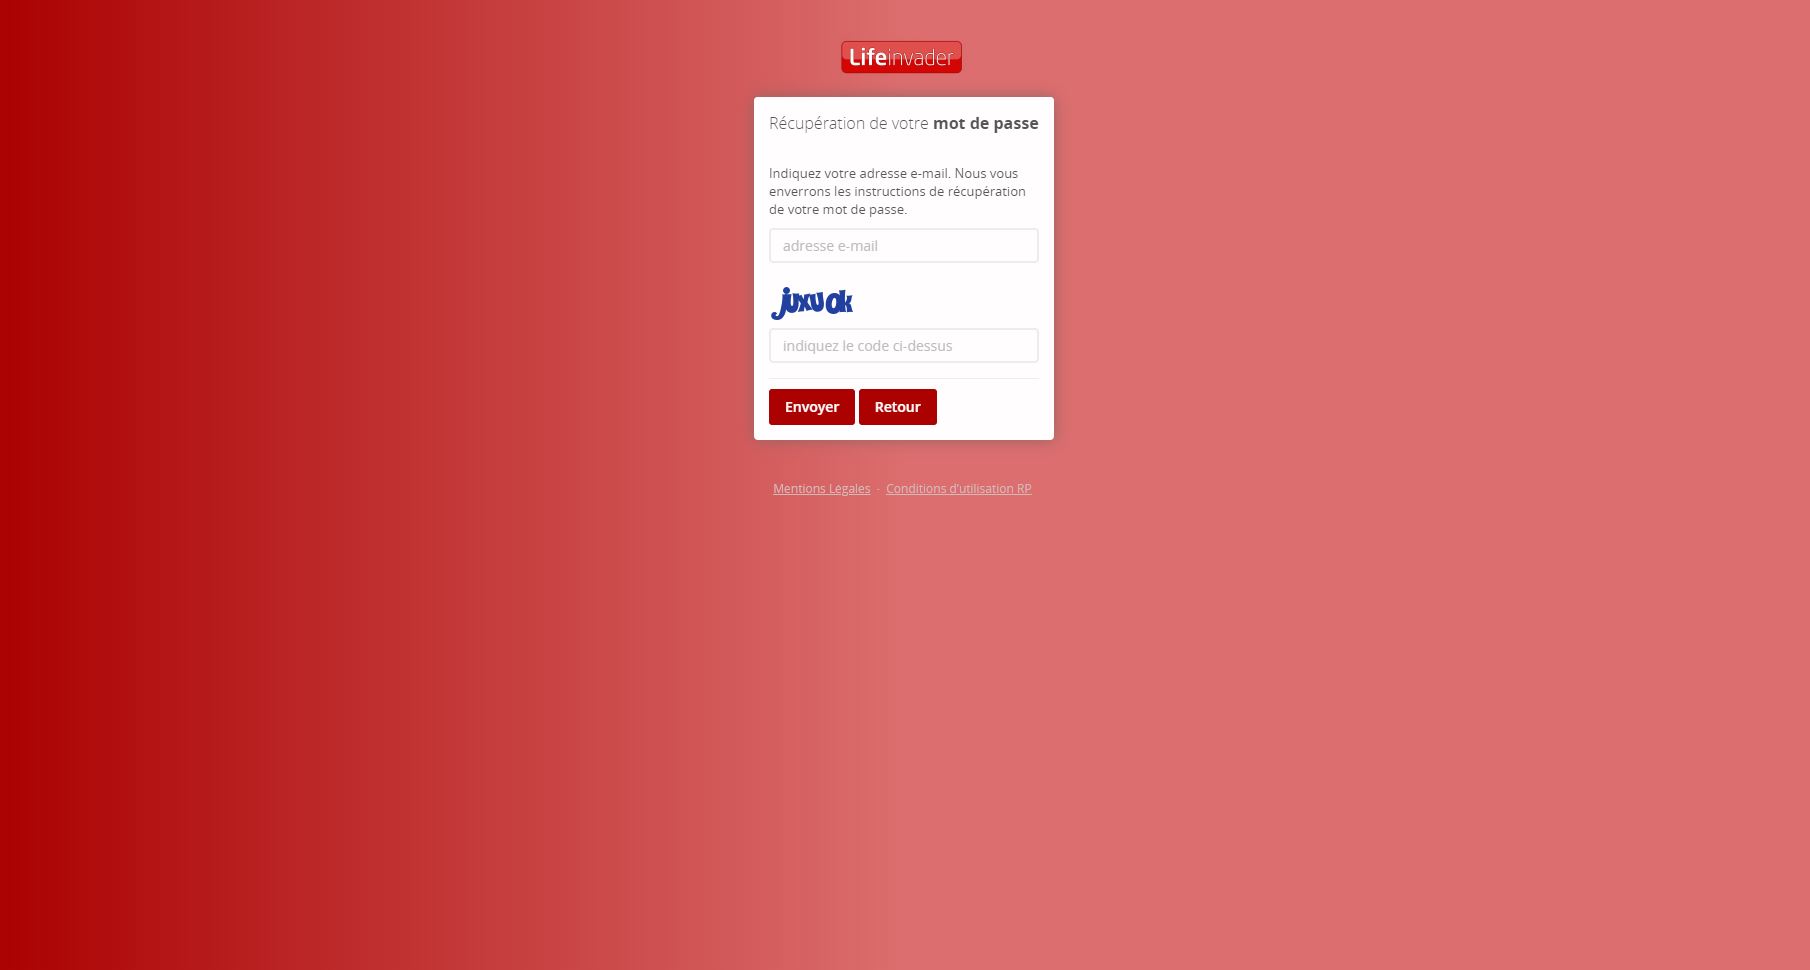 Lifeinvader
Récupération de votre mot de passe
Indiquez votre adresse e-mail. Nous vous
enverrons les instructions de récupération
de votre mot de passe.
adresse e-mail
juxuok
indiquez le code ci-dessus
Envoyer Retour
Mentions Légales - Conditions d'utilisation RP